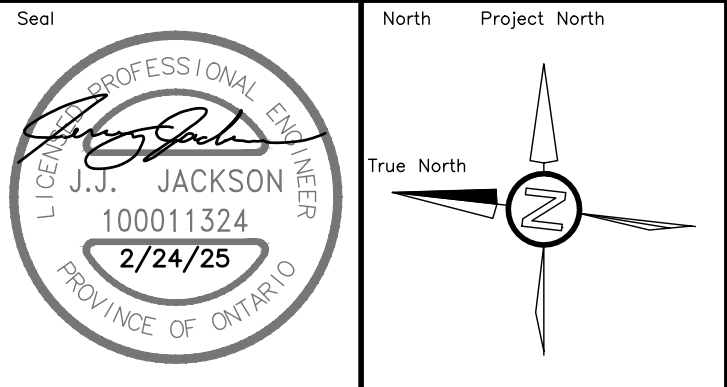 Seal
LICENSED PROFESSIONAL ENGINEER
J.J. JACKSON
100011324
2/24/25
PROVINCE OF ONTARIO
North
Project North
True North
N